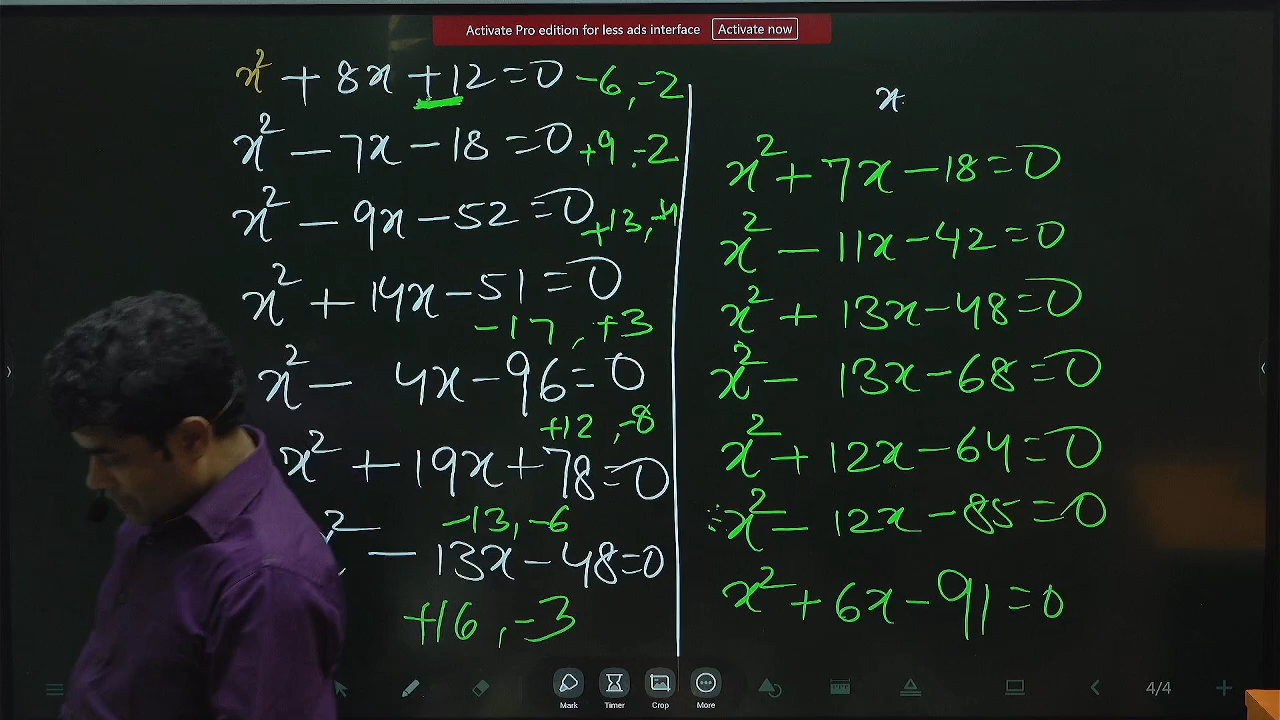 Activate Pro edition for less ads interface Activate now
x² + 8x +12 = 0 -6, -2
x² - 7x - 18 = 0 +9 -2
x² - 9x - 52 = 0 +13, -4
x² + 14x - 51 = 0
-17, +3
x² - 4x - 96 = 0
+12, -8
x² + 19x + 78 = 0
-13, -6
² - 13x - 48 = 0
+16, -3
x
x² + 7x - 18 = 0
x² - 11x - 42 = 0
x² + 13x - 48 = 0
x² - 13x - 68 = 0
x² + 12x - 64 = 0
x² - 12x - 85 = 0
x² + 6x - 91 = 0
Mark Timer Crop More
4/4